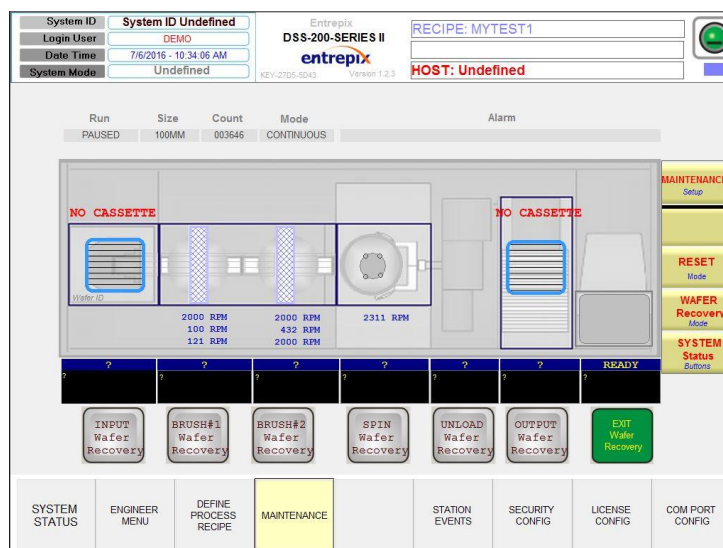 System ID System ID Undefined
Login User DEMO
Date Time 7/6/2016 - 10:34:06 AM
System Mode Undefined
Entrepix
DSS-200-SERIES II
entrepix
KEY-27D5-5D43 Version 1.2.3
RECIPE: MYTEST1
HOST: Undefined
Run Size Count Mode Alarm
PAUSED 100MM 003646 CONTINUOUS
NO CASSETTE
NO CASSETTE
Wafer ID
2000 RPM 2000 RPM 2311 RPM
100 RPM 432 RPM
121 RPM 2000 RPM
MAINTENANCE
Setup
RESET
Mode
WAFER
Recovery
Mode
SYSTEM
Status
Buttons
? ? ? ? ? ? READY
? ? ? ? ? ? ?
INPUT
Wafer
Recovery
BRUSH#1
Wafer
Recovery
BRUSH#2
Wafer
Recovery
SPIN
Wafer
Recovery
UNLOAD
Wafer
Recovery
OUTPUT
Wafer
Recovery
EXIT
Wafer
Recovery
SYSTEM
STATUS
ENGINEER
MENU
DEFINE
PROCESS
RECIPE
MAINTENANCE
STATION
EVENTS
SECURITY
CONFIG
LICENSE
CONFIG
COM PORT
CONFIG